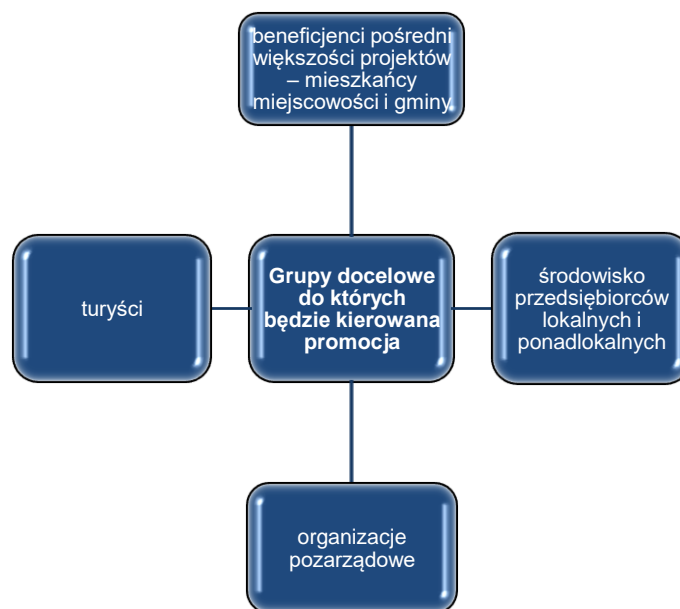 beneficjenci pośredni
większości projektów
– mieszkańcy
miejscowości i gminy
turyści
Grupy docelowe
do których
będzie kierowana
promocja
środowisko
przedsiębiorców
lokalnych i
ponadlokalnych
organizacje
pozarządowe